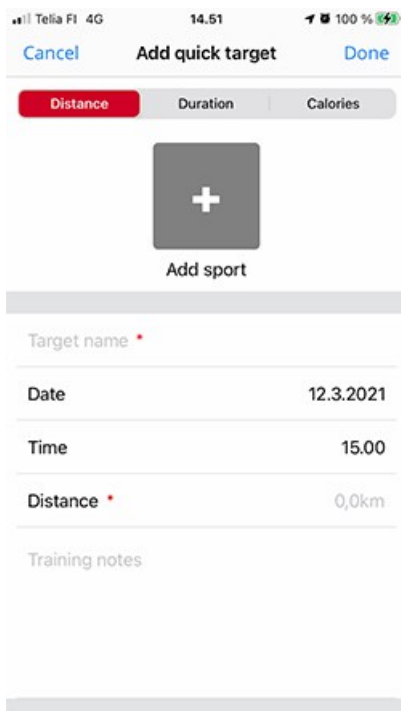 Telia FI 4G 14.51 100 %
Cancel Add quick target Done
Distance Duration Calories
Add sport
Target name *
Date 12.3.2021
Time 15.00
Distance * 0,0km
Training notes